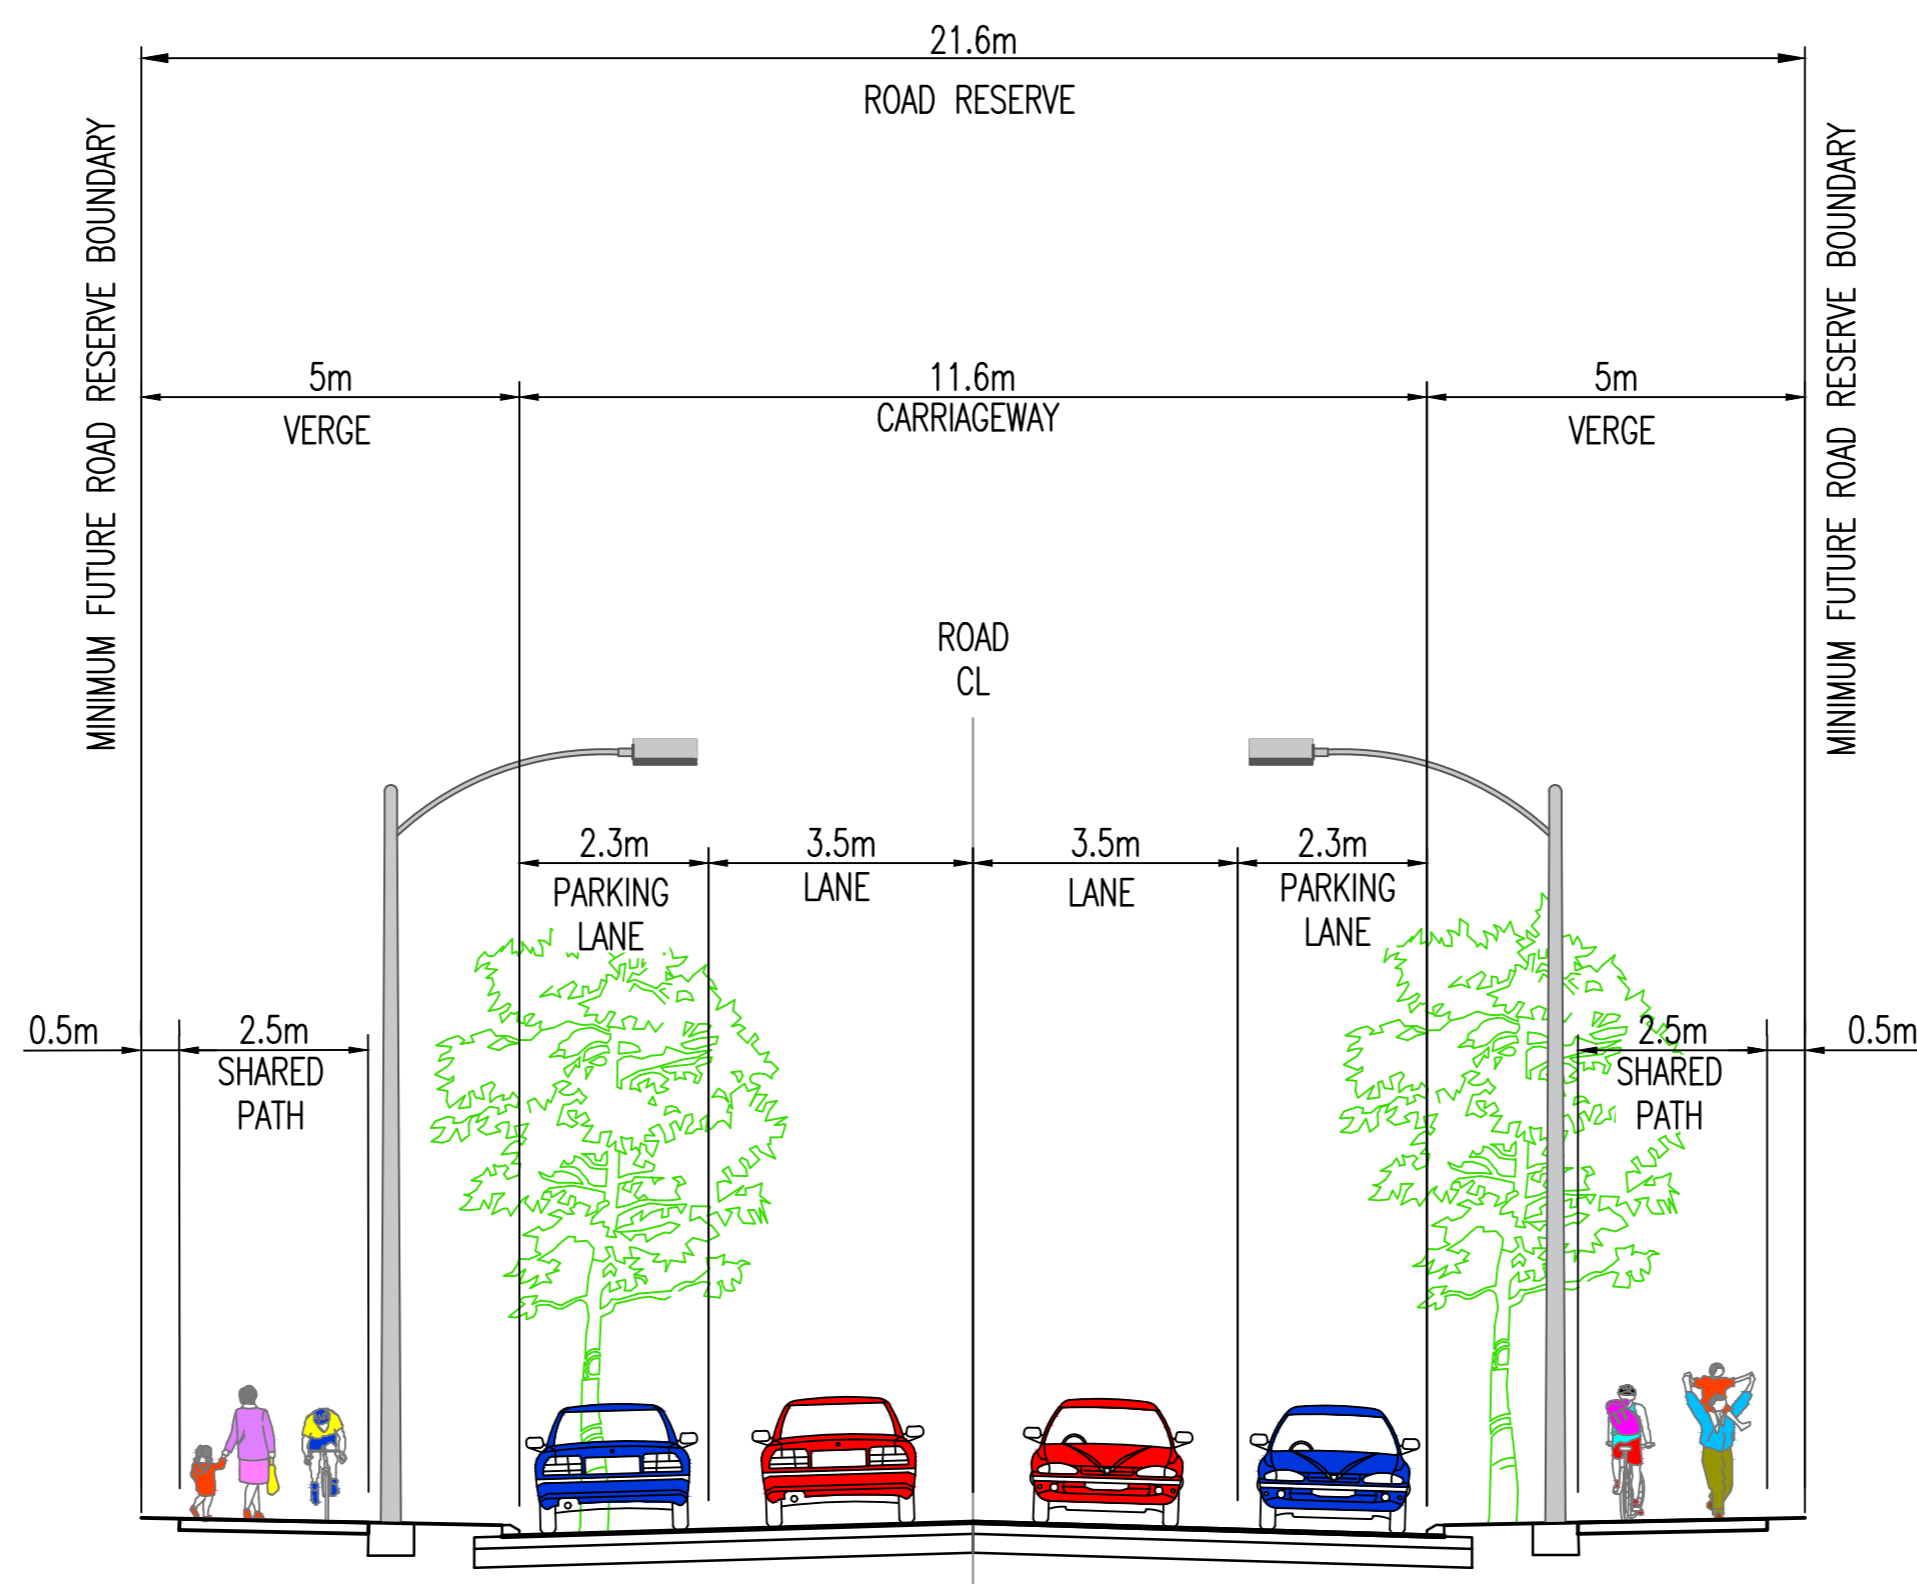 21.6m
ROAD RESERVE
MINIMUM FUTURE ROAD RESERVE BOUNDARY
MINIMUM FUTURE ROAD RESERVE BOUNDARY
5m
VERGE
11.6m
CARRIAGEWAY
5m
VERGE
ROAD
CL
2.3m
PARKING
LANE
3.5m
LANE
3.5m
LANE
2.3m
PARKING
LANE
0.5m
2.5m
SHARED
PATH
2.5m
SHARED
PATH
0.5m